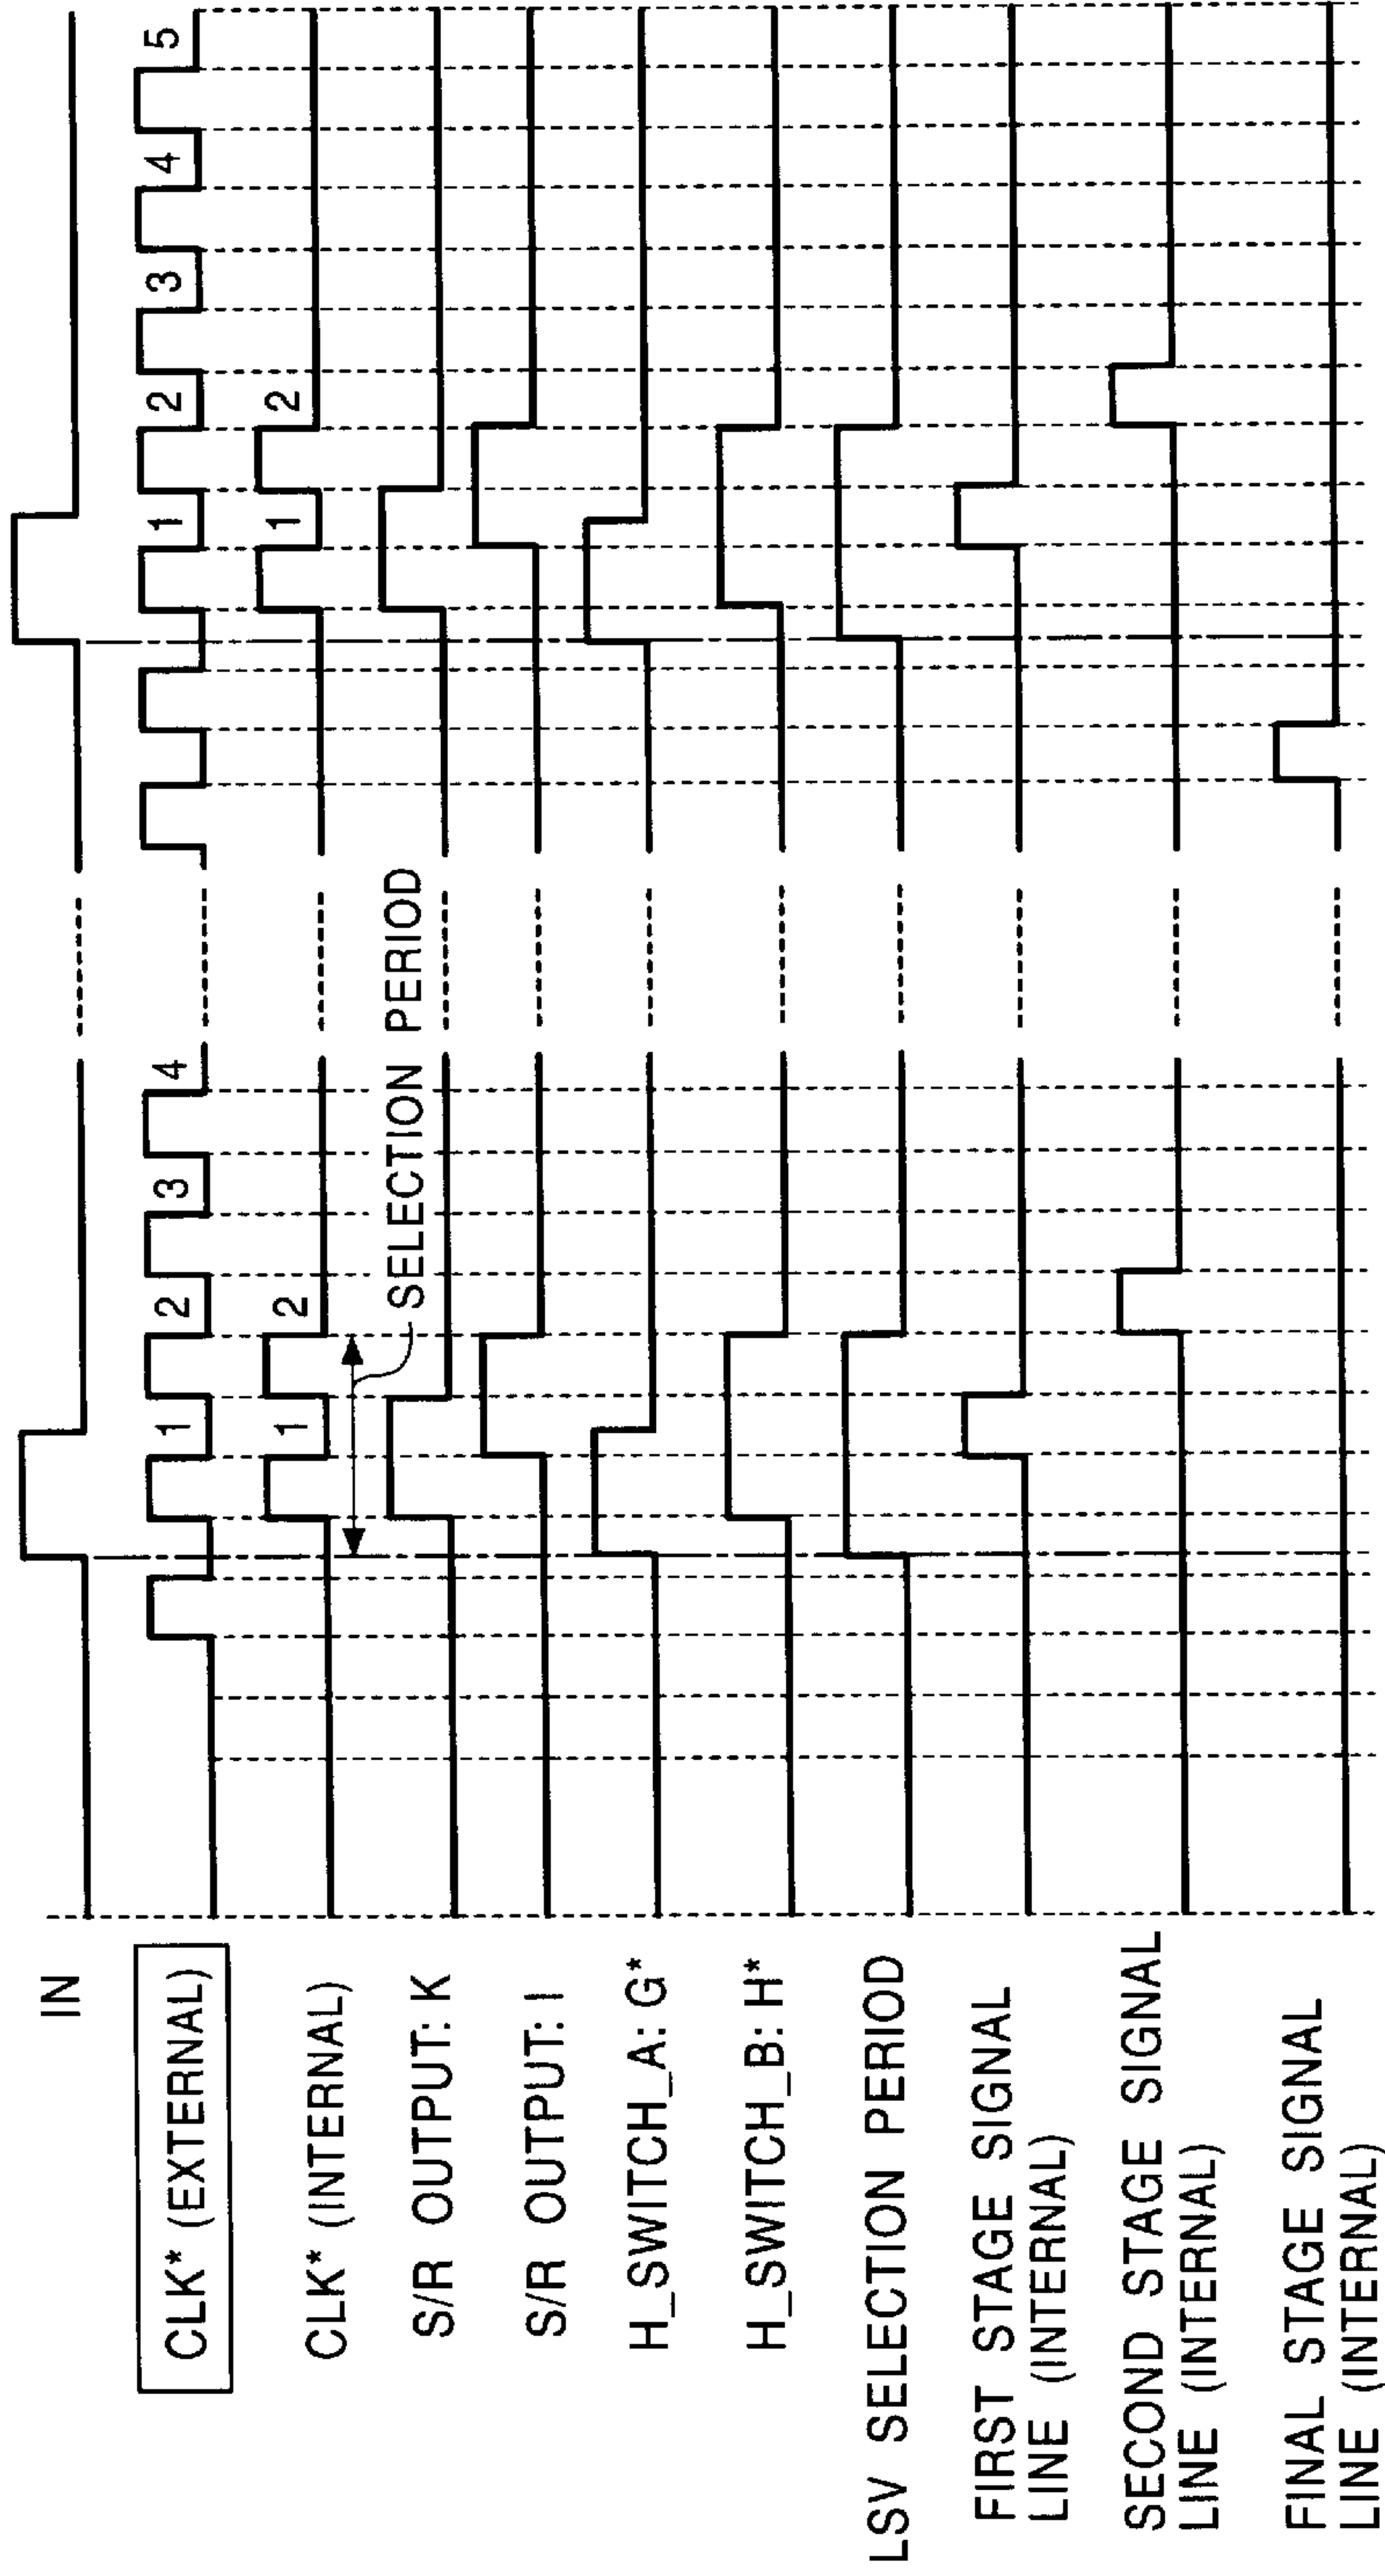 IN
CLK* (EXTERNAL)
1 2 3 4
1 2 3 4 5
CLK* (INTERNAL)
1 2
1 2
SELECTION PERIOD
S/R OUTPUT: K
S/R OUTPUT: I
H_SWITCH_A: G*
H_SWITCH_B: H*
LSV SELECTION PERIOD
FIRST STAGE SIGNAL
LINE (INTERNAL)
SECOND STAGE SIGNAL
LINE (INTERNAL)
FINAL STAGE SIGNAL
LINE (INTERNAL)